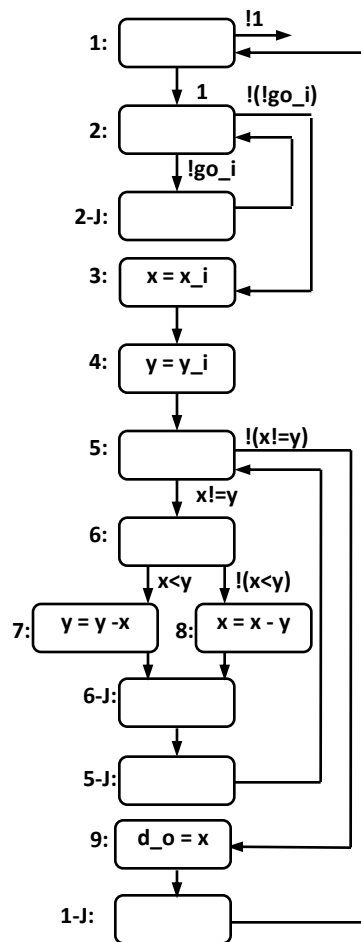 !1
1:
1
!(!go_i)
2:
!go_i
2-J:
3:
x = x_i
4:
y = y_i
5:
!(x!=y)
x!=y
6:
x<y
!(x<y)
7:
y = y -x
8:
x = x - y
6-J:
5-J:
9:
d_o = x
1-J: